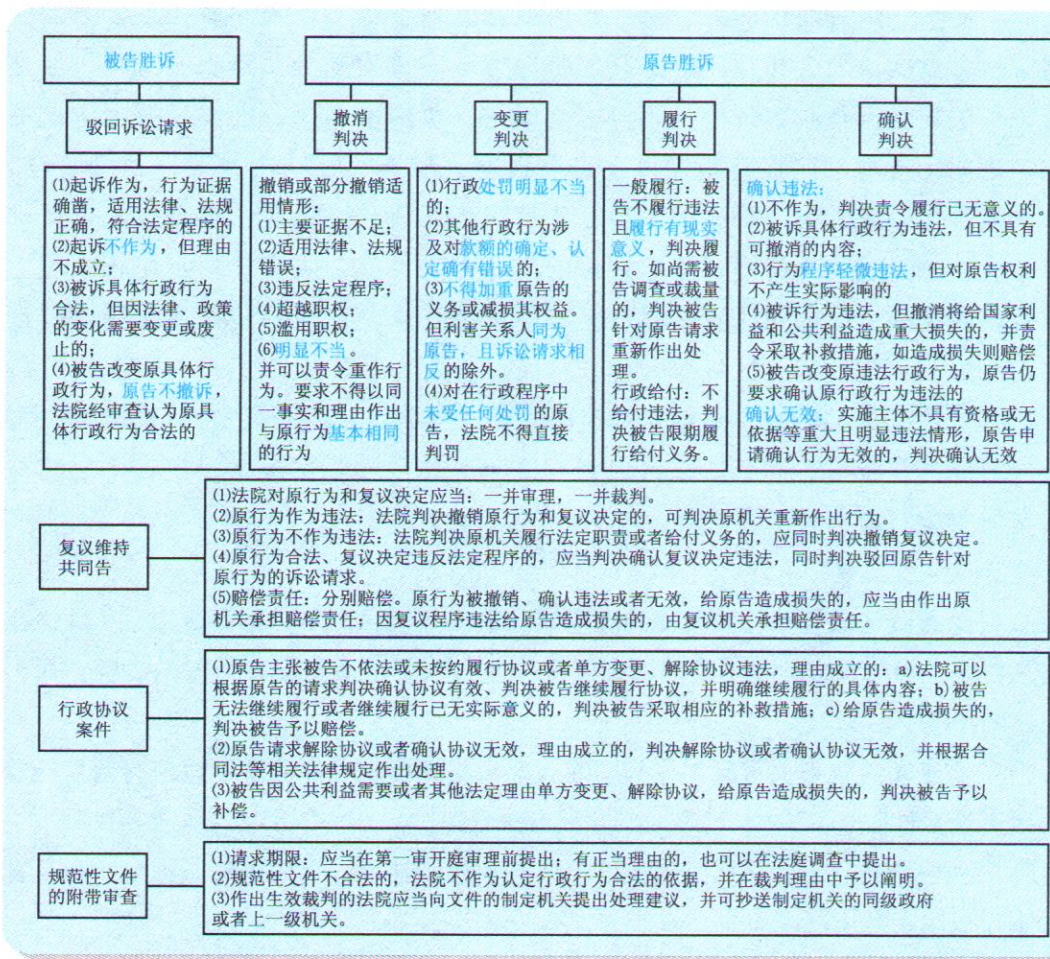 被告胜诉
原告胜诉
驳回诉讼请求
撤消
判决
变更
判决
履行
判决
确认
判决
⑴起诉作为，行为证据
确凿，适用法律、法规
正确，符合法定程序的
⑵起诉不作为，但理由
不成立；
⑶被诉具体行政行为
合法，但因法律、政策
的变化需要变更或废
止的；
⑷被告改变原具体行
政行为，原告不撤诉，
法院经审查认为原具
体行政行为合法的
撤销或部分撤销适
用情形：
⑴主要证据不足；
⑵适用法律、法规
错误；
⑶违反法定程序；
⑷超越职权；
⑸滥用职权；
⑹明显不当。
并可以责令重作行
为。要求不得以同
一事实和理由作出
与原行为基本相同
的行为
⑴行政处罚明显不当
的；
⑵其他行政行为涉
及对款额的确定、认
定确有错误的；
⑶不得加重原告的
义务或减损其权益。
但利害关系人同为
原告，且诉讼请求相
反的除外。
⑷对在行政程序中
未受任何处罚的原
告，法院不得直接
判罚
一般履行：被
告不履行违法
且履行有现实
意义，判决履
行。如尚需被
告调查或裁量
的，判决被告
针对原告请求
重新作出处
理。
行政给付：不
给付违法，判
决被告限期履
行给付义务。
确认违法：
⑴不作为，判决责令履行已无意义的。
⑵被诉具体行政行为违法，但不具有
可撤消的内容；
⑶行为程序轻微违法，但对原告权利
不产生实际影响的
⑷被诉行为违法，但撤消将给国家利
益和公共利益造成重大损失的，并责
令采取补救措施，如造成损失则赔偿
⑸被告改变原违法行政行为，原告仍
要求确认原行政行为违法的
确认无效：实施主体不具有资格或无
依据等重大且明显违法情形，原告申
请确认行为无效的，判决确认无效
复议维持
共同告
⑴法院对原行为和复议决定应当：一并审理，一并裁判。
⑵原行为作为违法：法院判决撤销原行为和复议决定的，可判决原机关重新作出行为。
⑶原行为不作为违法：法院判决原机关履行法定职责或者给付义务的，应同时判决撤销复议决定。
⑷原行为合法、复议决定违反法定程序的，应当判决确认复议决定违法，同时判决驳回原告针对
原行为的诉讼请求。
⑸赔偿责任：分别赔偿。原行为被撤销、确认违法或者无效，给原告造成损失的，应当由作出原
机关承担赔偿责任；因复议程序违法给原告造成损失的，由复议机关承担赔偿责任。
行政协议
案件
⑴原告主张被告不依法或未按约履行协议或者单方变更、解除协议违法，理由成立的：a)法院可以
根据原告的请求判决确认协议有效、判决被告继续履行协议，并明确继续履行的具体内容；b)被告
无法继续履行或者继续履行已无实际意义的，判决被告采取相应的补救措施；c)给原告造成损失的，
判决被告予以赔偿。
⑵原告请求解除协议或者确认协议无效，理由成立的，判决解除协议或者确认协议无效，并根据合
同法等相关法律规定作出处理。
⑶被告因公共利益需要或者其他法定理由单方变更、解除协议，给原告造成损失的，判决被告予以
补偿。
规范性文件
的附带审查
⑴请求期限：应当在第一审开庭审理前提出；有正当理由的，也可以在法庭调查中提出。
⑵规范性文件不合法的，法院不作为认定行政行为合法的依据，并在裁判理由中予以阐明。
⑶作出生效裁判的法院应当向文件的制定机关提出处理建议，并可抄送制定机关的同级政府
或者上一级机关。